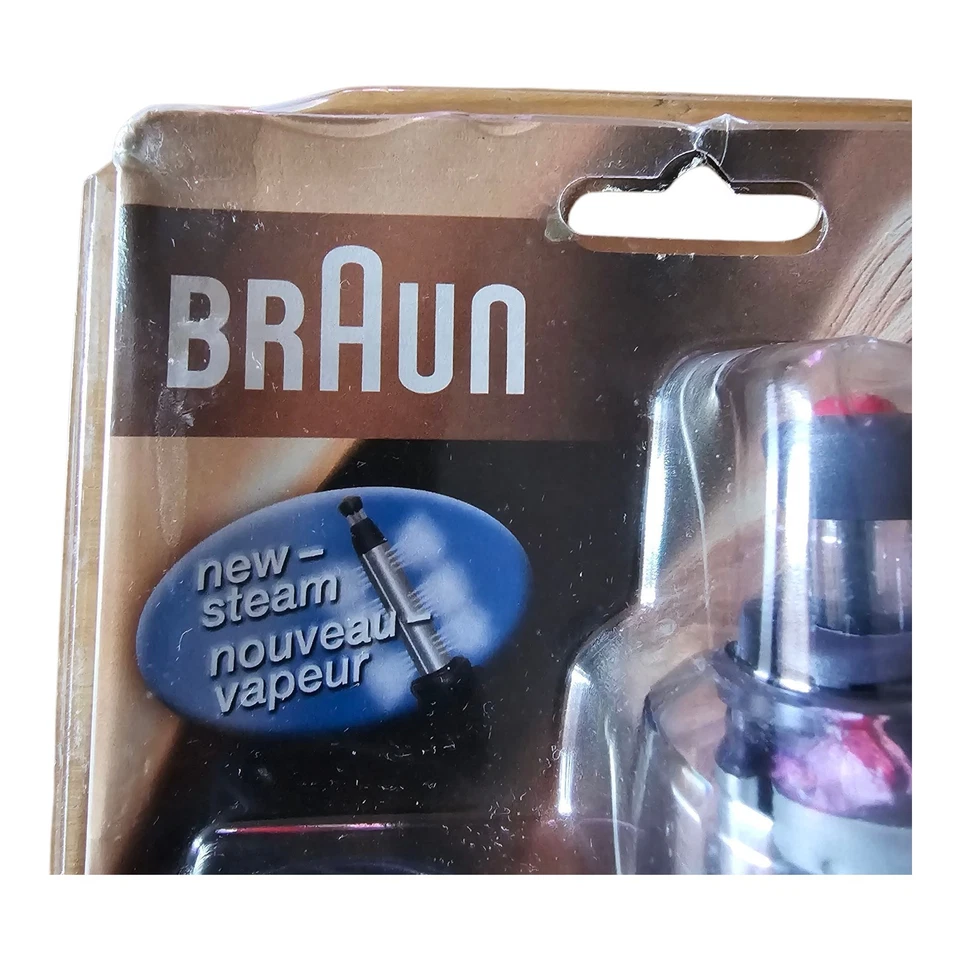 BRAUN
new –
steam
nouveau –
vapeur